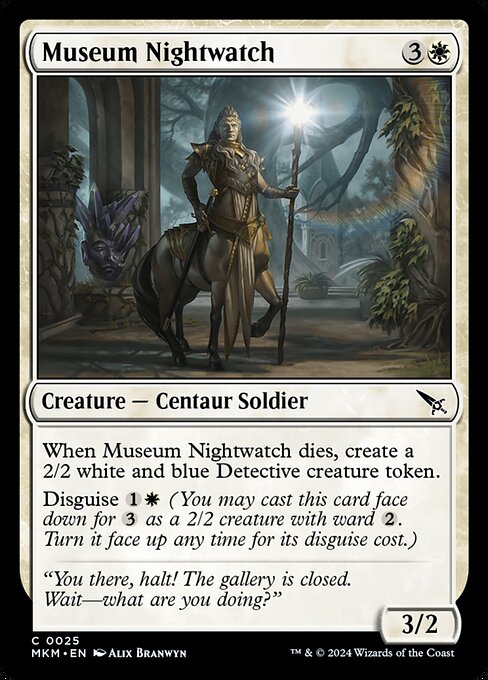 Museum Nightwatch 3
Creature — Centaur Soldier
When Museum Nightwatch dies, create a
2/2 white and blue Detective creature token.
Disguise 1 (You may cast this card face
down for 3 as a 2/2 creature with ward 2.
Turn it face up any time for its disguise cost.)
“You there, halt! The gallery is closed.
Wait—what are you doing?”
3/2
C 0025
MKM • EN Alix Branwyn
™ & © 2024 Wizards of the Coast